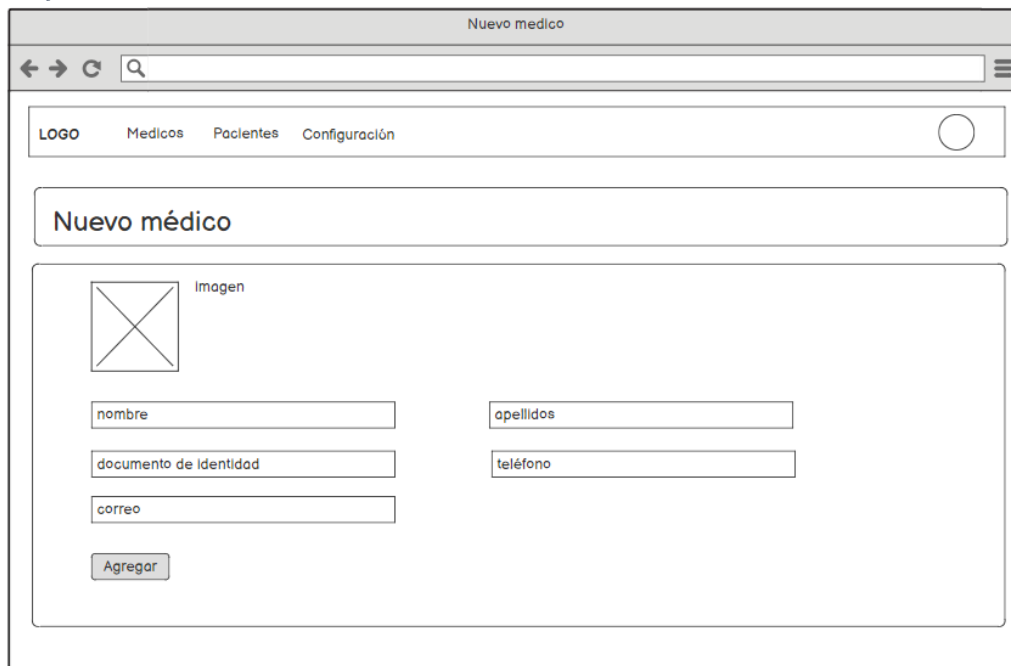 Nuevo medico
LOGO Medicos Pacientes Configuración
Nuevo médico
Imagen
nombre apellidos
documento de identidad teléfono
correo
Agregar